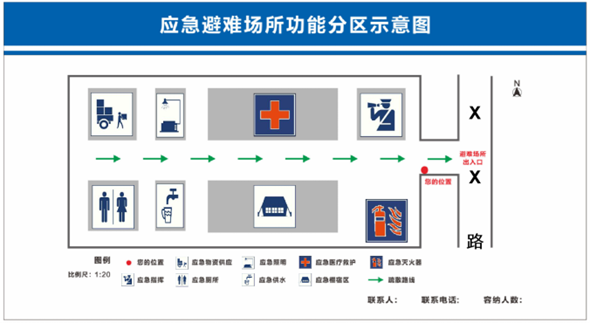 应急避难场所功能分区示意图
N
X
避难场所
出入口
您的位置
X
路
图例
比例尺：1:20
您的位置 应急物资供应 应急照明 应急医疗救护 应急灭火器
应急指挥 应急厕所 应急供水 应急棚宿区 疏散路线
联系人： 联系电话： 容纳人数：